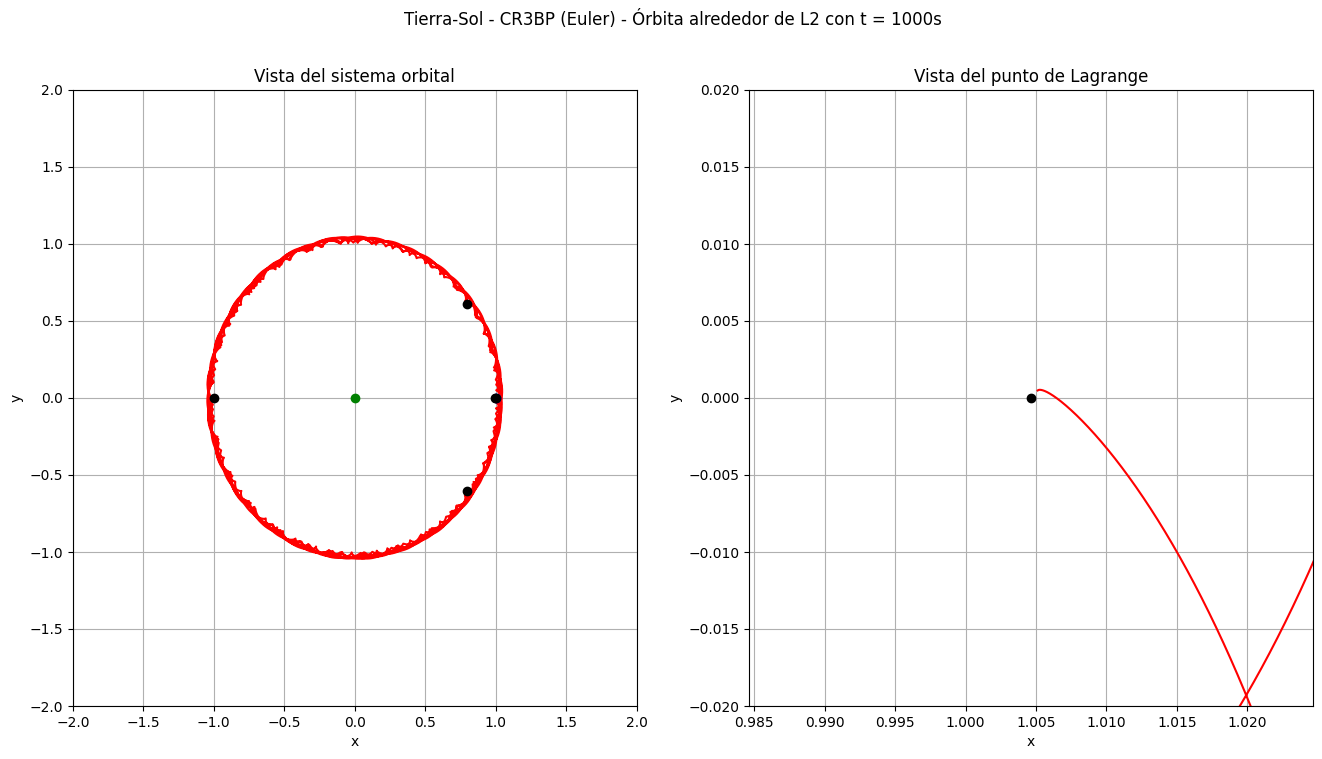 Tierra-Sol - CR3BP (Euler) - Órbita alrededor de L2 con t = 1000s
Vista del sistema orbital
2.0
1.5
1.0
0.5
0.0
−0.5
−1.0
−1.5
−2.0
y
−2.0 −1.5 −1.0 −0.5 0.0 0.5 1.0 1.5 2.0
x
Vista del punto de Lagrange
0.020
0.015
0.010
0.005
0.000
−0.005
−0.010
−0.015
−0.020
y
0.985 0.990 0.995 1.000 1.005 1.010 1.015 1.020
x